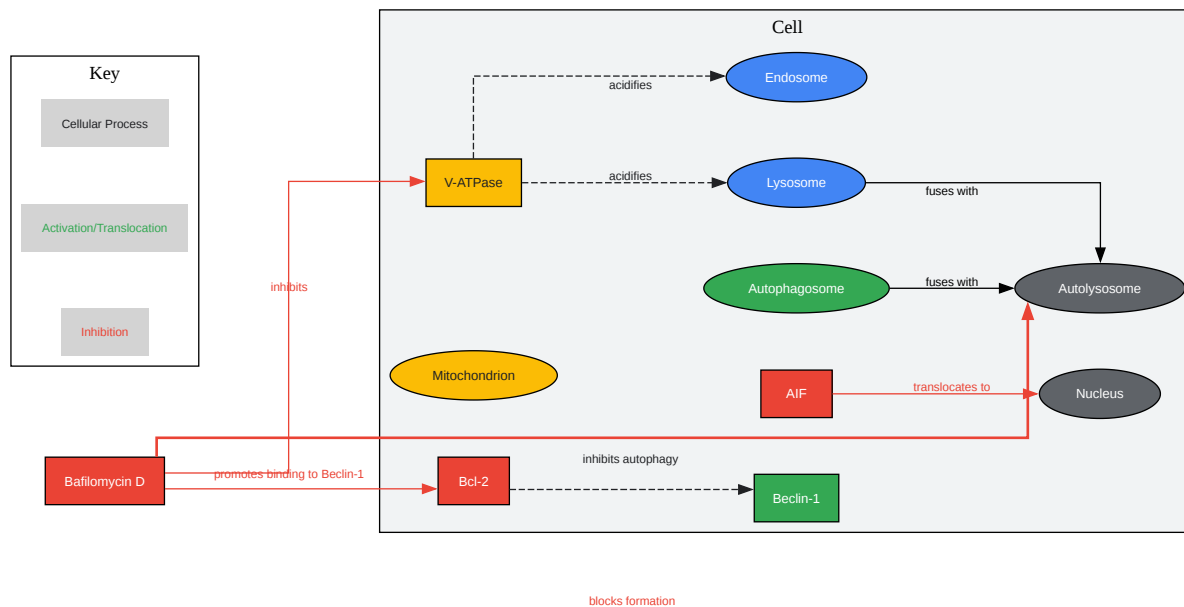 Cell
Key
Endosome
acidifies
Cellular Process
V-ATPase
acidifies
Lysosome
fuses with
Activation/Translocation
inhibits
Autophagosome
fuses with
Autolysosome
Inhibition
Mitochondrion
AIF
translocates to
Nucleus
Bafilomycin D
promotes binding to Beclin-1
Bcl-2
inhibits autophagy
Beclin-1
blocks formation